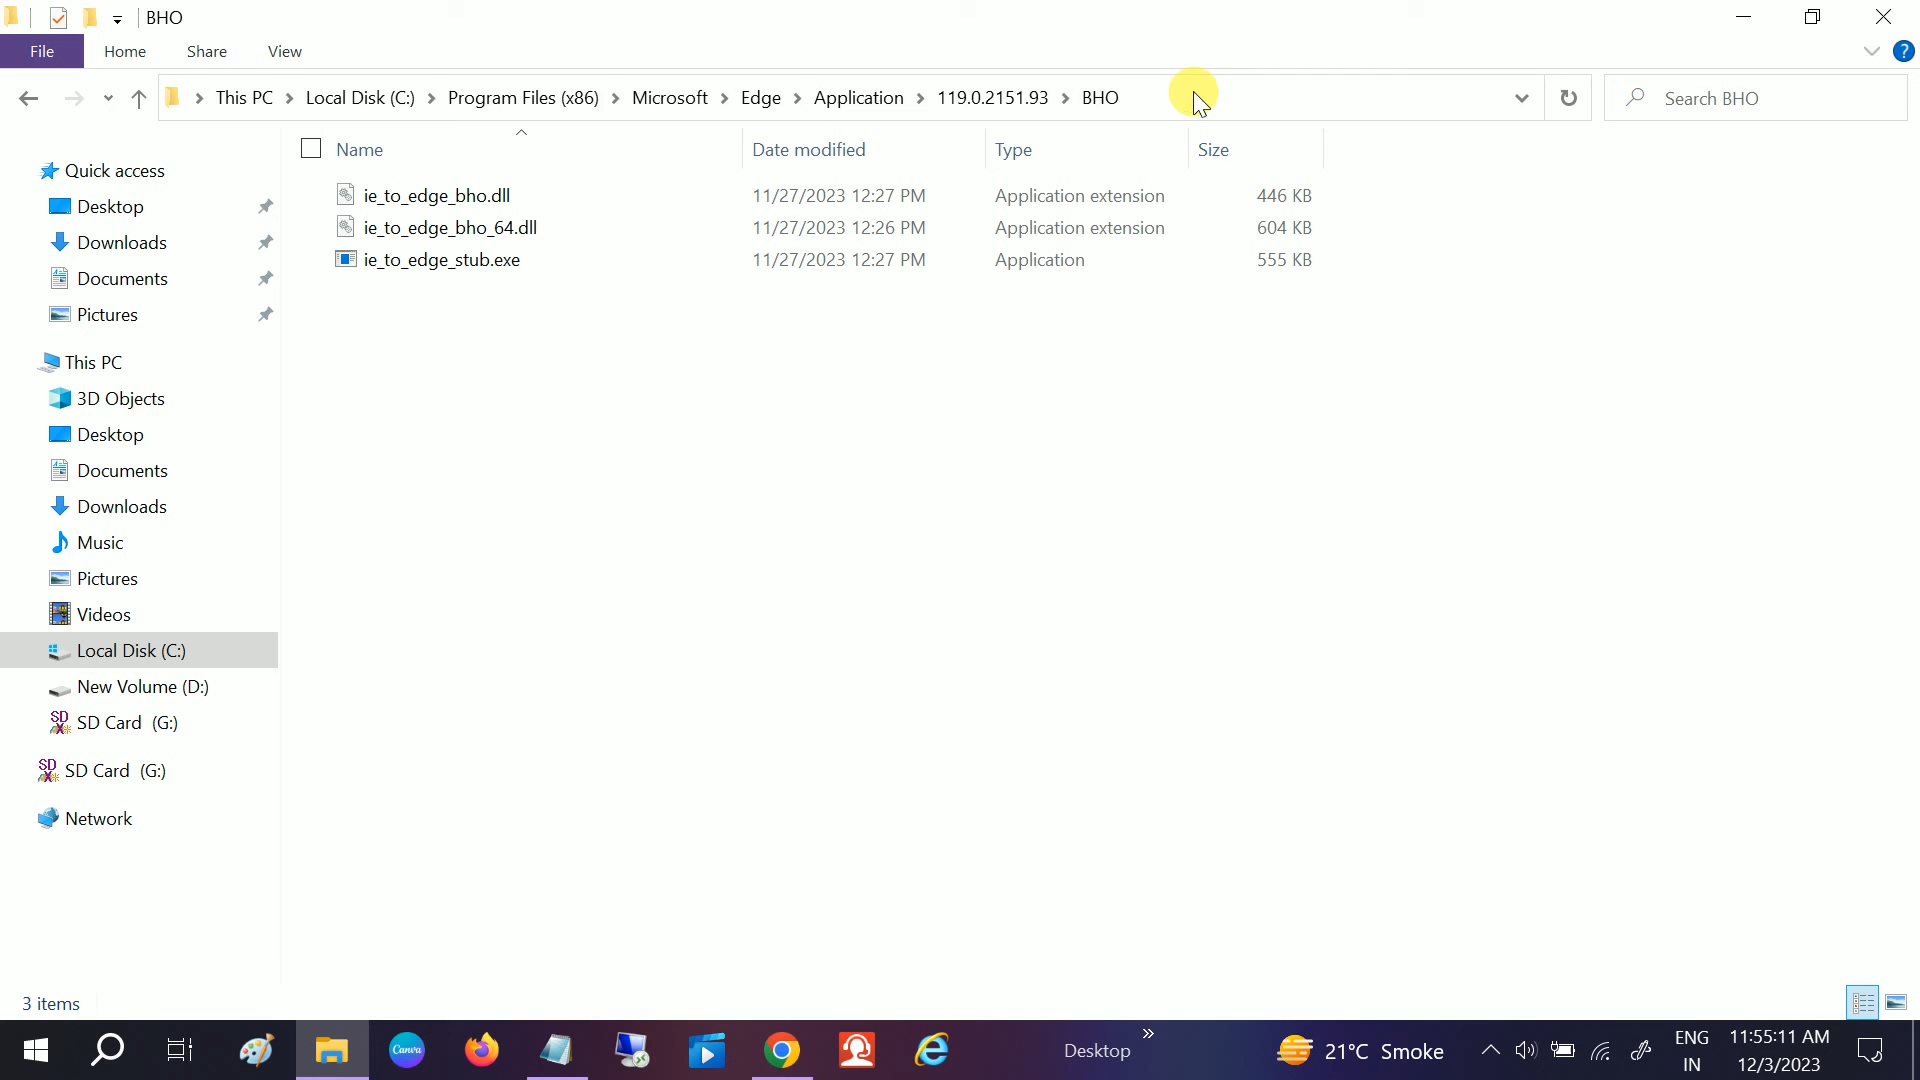 BHO
File Home Share View
This PC Local Disk (C:) Program Files (x86) Microsoft Edge Application 119.0.2151.93 BHO Search BHO
Name Date modified Type Size
ie_to_edge_bho.dll 11/27/2023 12:27 PM Application extension 446 KB
ie_to_edge_bho_64.dll 11/27/2023 12:26 PM Application extension 604 KB
ie_to_edge_stub.exe 11/27/2023 12:27 PM Application 555 KB
Quick access
Desktop
Downloads
Documents
Pictures
This PC
3D Objects
Desktop
Documents
Downloads
Music
Pictures
Videos
Local Disk (C:)
New Volume (D:)
SD Card (G:)
SD Card (G:)
Network
3 items
Canva Desktop 21°C Smoke ENG 11:55:11 AM
IN 12/3/2023